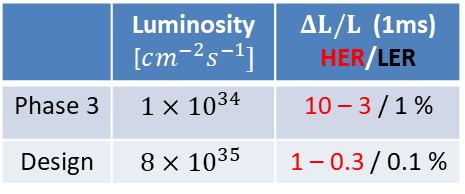 Luminosity ΔL/L (1ms)
[cm⁻²s⁻¹] HER/LER
Phase 3 1 × 10³⁴ 10 – 3 / 1 %
Design 8 × 10³⁵ 1 – 0.3 / 0.1 %